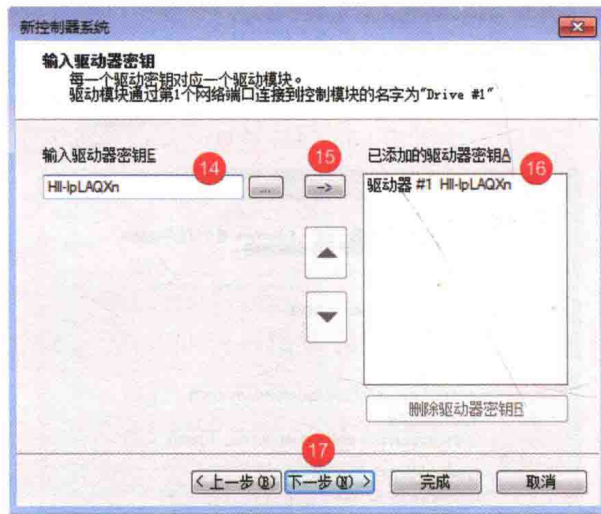 新控制器系统
输入驱动器密钥
每一个驱动密钥对应一个驱动模块。
驱动模块通过第1个网络端口连接到控制模块的名字为"Drive #1"
输入驱动器密钥E
14
15
已添加的驱动器密钥A
16
HII-IpLAQXn
...
->
驱动器 #1 HII-IpLAQXn
删除驱动器密钥R
17
< 上一步(B)
下一步(N) >
完成
取消